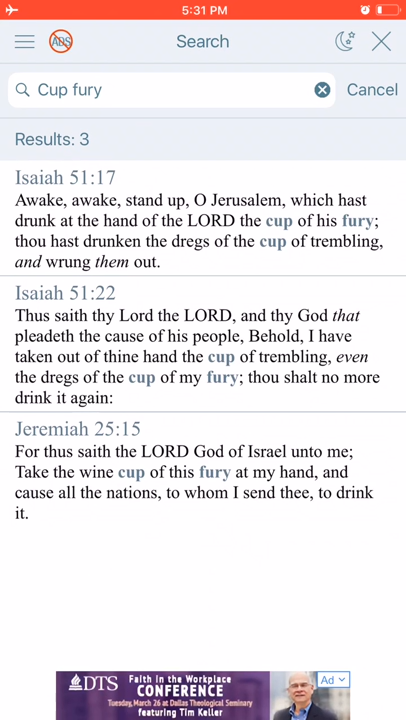 5:31 PM
ADS
Search
Cup fury
Cancel
Results: 3
Isaiah 51:17
Awake, awake, stand up, O Jerusalem, which hast
drunk at the hand of the LORD the cup of his fury;
thou hast drunken the dregs of the cup of trembling,
and wrung them out.
Isaiah 51:22
Thus saith thy Lord the LORD, and thy God that
pleadeth the cause of his people, Behold, I have
taken out of thine hand the cup of trembling, even
the dregs of the cup of my fury; thou shalt no more
drink it again:
Jeremiah 25:15
For thus saith the LORD God of Israel unto me;
Take the wine cup of this fury at my hand, and
cause all the nations, to whom I send thee, to drink
it.
DTS
Faith in the Workplace
CONFERENCE
Tuesday, March 26 at Dallas Theological Seminary
featuring Tim Keller
Ad